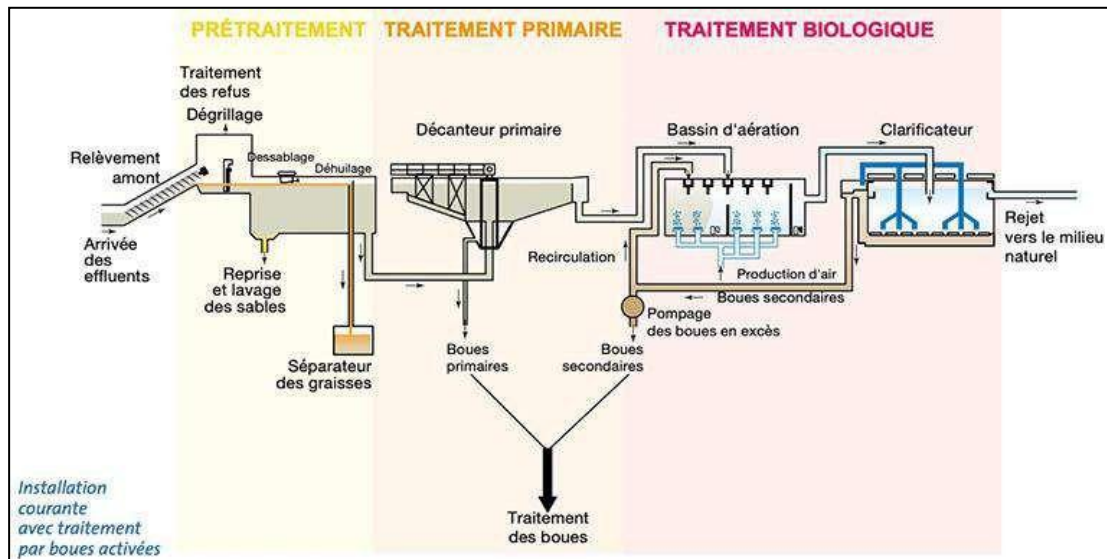 PRÉTRAITEMENT
TRAITEMENT PRIMAIRE
TRAITEMENT BIOLOGIQUE
Traitement
des refus
Dégrillage
Relèvement
amont
Dessablage
Déhuilage
Arrivée
des
effluents
Reprise
et lavage
des sables
Séparateur
des graisses
Décanteur primaire
Boues
primaires
Bassin d'aération
Clarificateur
Recirculation
Production d'air
Boues secondaires
Pompage
des boues en excès
Boues
secondaires
Rejet
vers le milieu
naturel
Traitement
des boues
Installation
courante
avec traitement
par boues activées